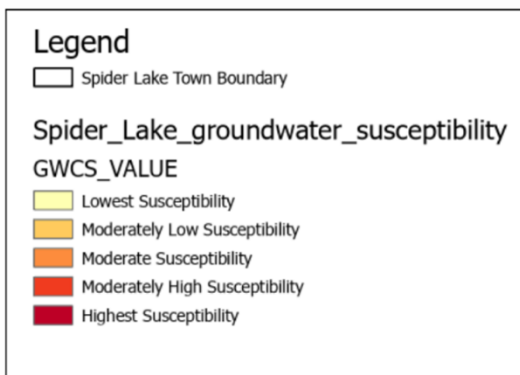 Legend
Spider Lake Town Boundary
Spider_Lake_groundwater_susceptibility
GWCS_VALUE
Lowest Susceptibility
Moderately Low Susceptibility
Moderate Susceptibility
Moderately High Susceptibility
Highest Susceptibility